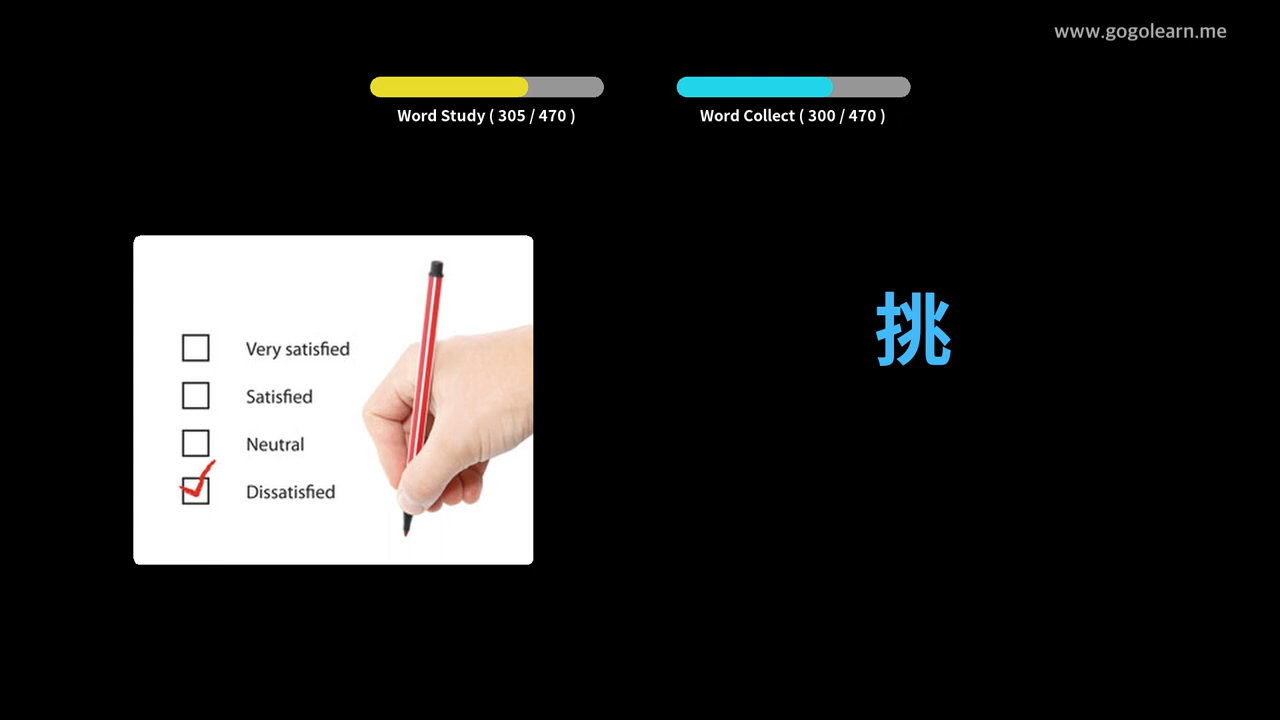 www.gogolearn.me
Word Study ( 305 / 470 )
Word Collect ( 300 / 470 )
Very satisfied
Satisfied
Neutral
Dissatisfied
挑